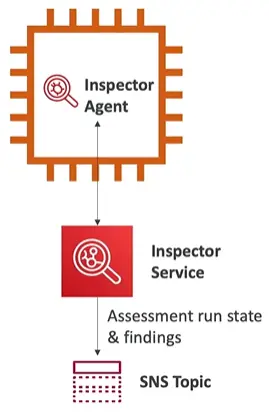 Inspector
Agent
Inspector
Service
Assessment run state
& findings
SNS Topic